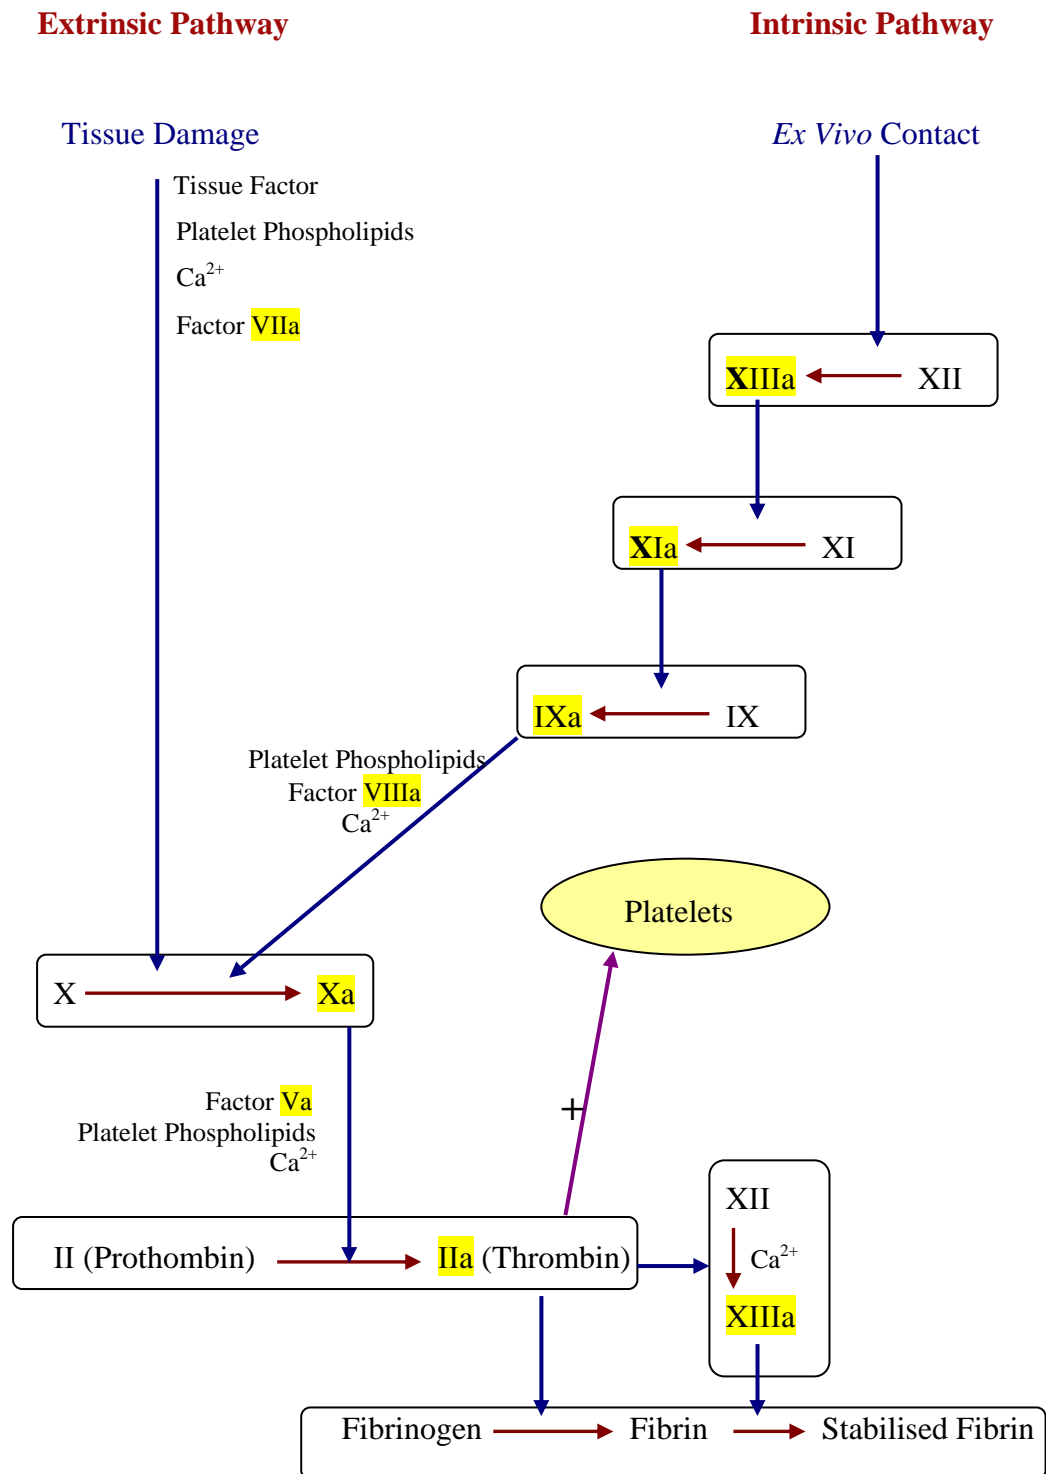 Extrinsic Pathway
Intrinsic Pathway
Tissue Damage
Ex Vivo Contact
Tissue Factor
Platelet Phospholipids
Ca2+
Factor VIIa
XIIIa XII
XIa XI
IXa IX
Platelet Phospholipids
Factor VIIIa
Ca2+
Platelets
X Xa
Factor Va
Platelet Phospholipids
Ca2+
+
II (Prothombin) IIa (Thrombin)
XII
Ca2+
XIIIa
Fibrinogen Fibrin Stabilised Fibrin